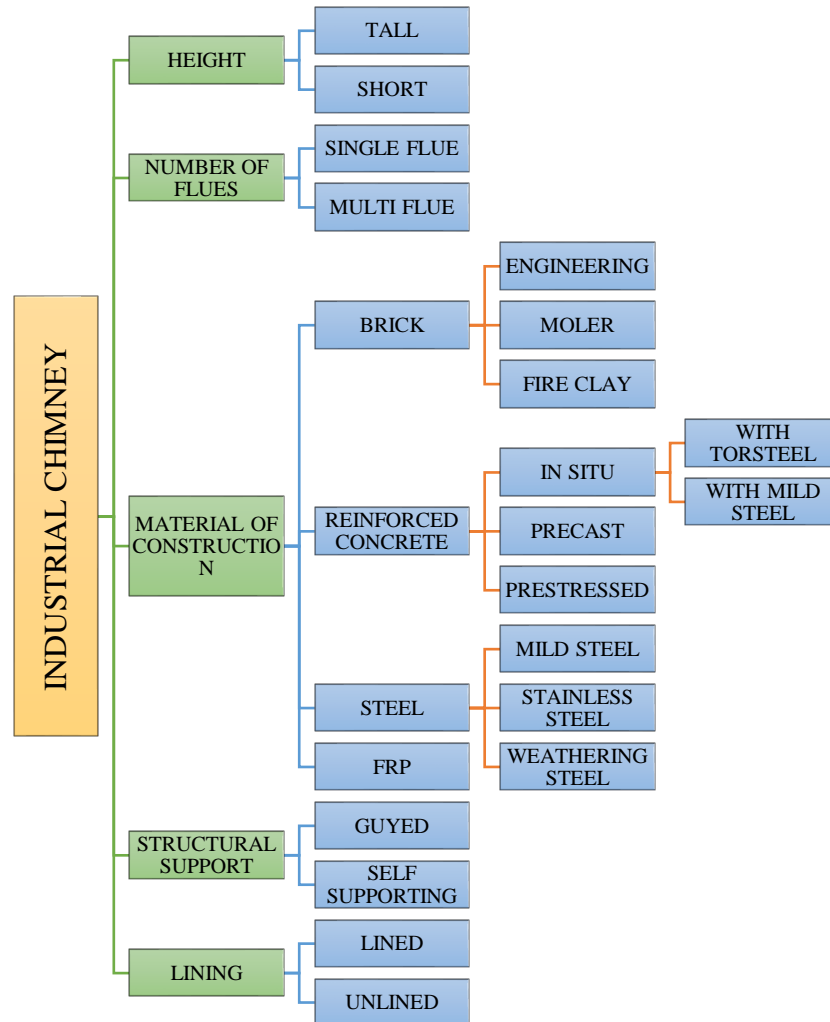 INDUSTRIAL CHIMNEY
HEIGHT
TALL
SHORT
NUMBER OF
FLUES
SINGLE FLUE
MULTI FLUE
MATERIAL OF
CONSTRUCTIO
N
BRICK
ENGINEERING
MOLER
FIRE CLAY
REINFORCED
CONCRETE
IN SITU
WITH
TORSTEEL
WITH MILD
STEEL
PRECAST
PRESTRESSED
STEEL
MILD STEEL
STAINLESS
STEEL
WEATHERING
STEEL
FRP
STRUCTURAL
SUPPORT
GUYED
SELF
SUPPORTING
LINING
LINED
UNLINED